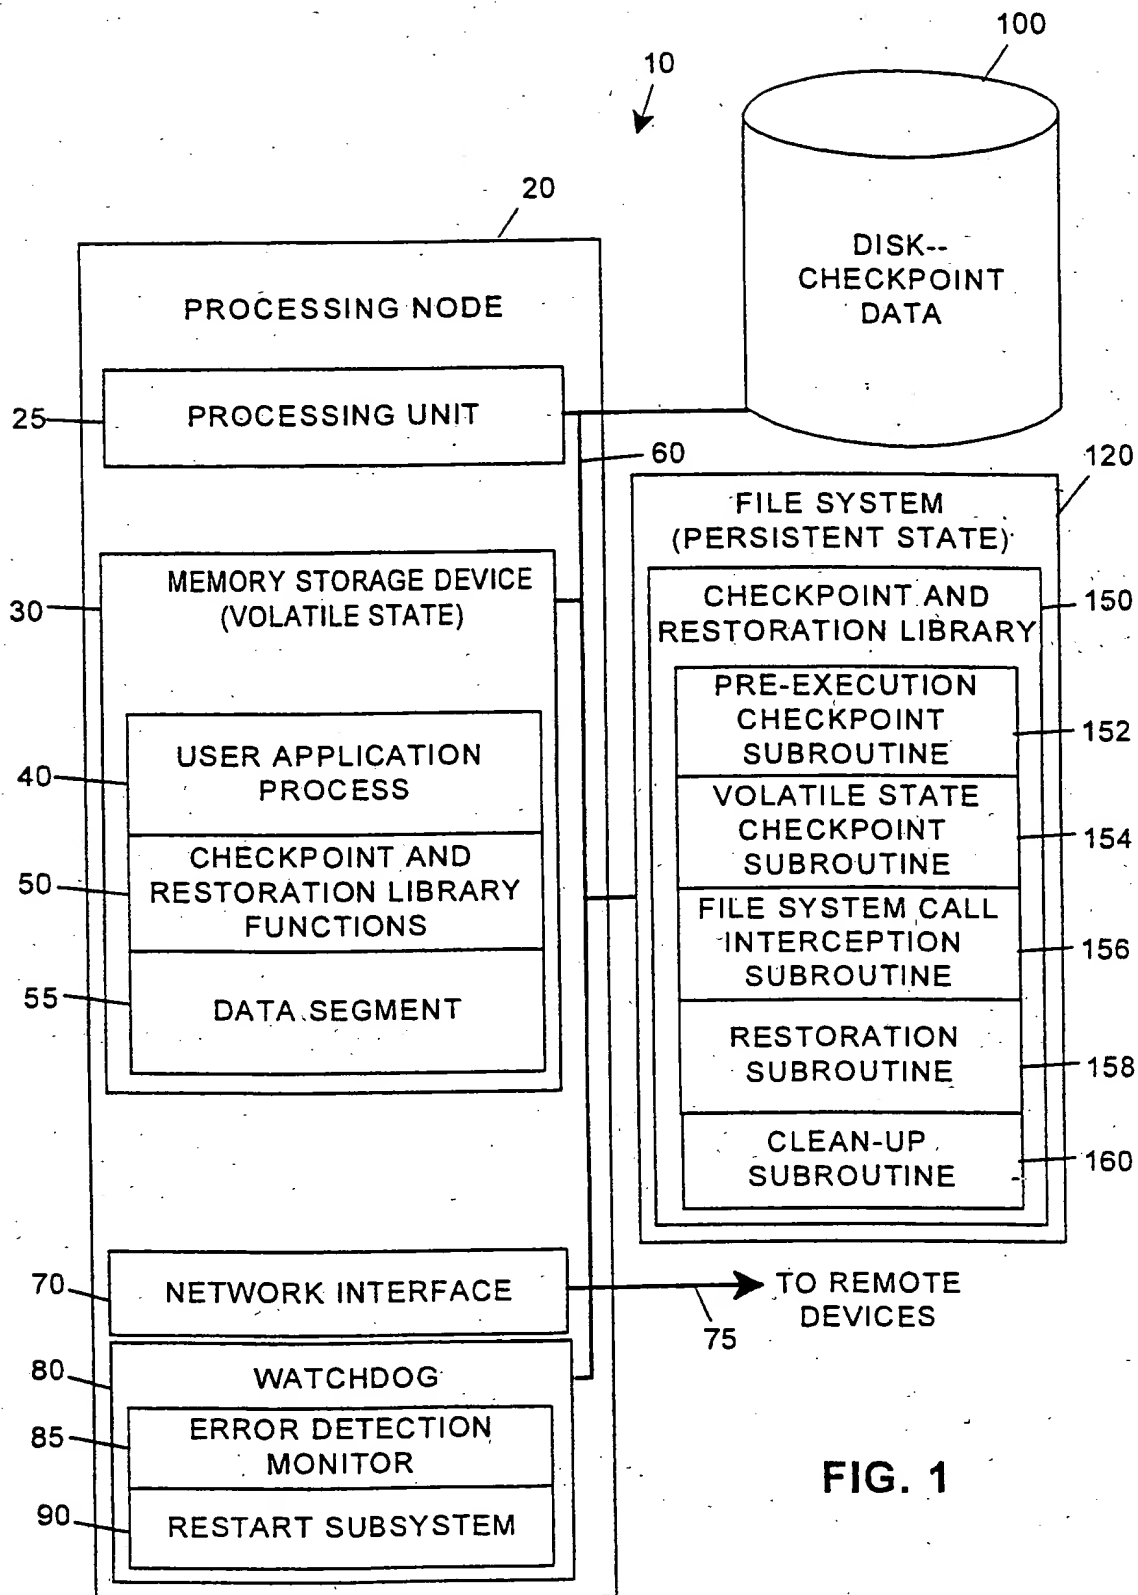 100
10
20
DISK--
CHECKPOINT
DATA
PROCESSING NODE
25
PROCESSING UNIT
60
120
FILE SYSTEM
(PERSISTENT STATE)
30
MEMORY STORAGE DEVICE
(VOLATILE STATE)
CHECKPOINT AND
RESTORATION LIBRARY
150
PRE-EXECUTION
CHECKPOINT
SUBROUTINE
152
40
USER APPLICATION
PROCESS
VOLATILE STATE
CHECKPOINT
SUBROUTINE
154
50
CHECKPOINT AND
RESTORATION LIBRARY
FUNCTIONS
FILE SYSTEM CALL
INTERCEPTION
SUBROUTINE
156
55
DATA SEGMENT
RESTORATION
SUBROUTINE
158
CLEAN-UP
SUBROUTINE
160
70
NETWORK INTERFACE
75
TO REMOTE
DEVICES
80
WATCHDOG
85
ERROR DETECTION
MONITOR
90
RESTART SUBSYSTEM
FIG. 1